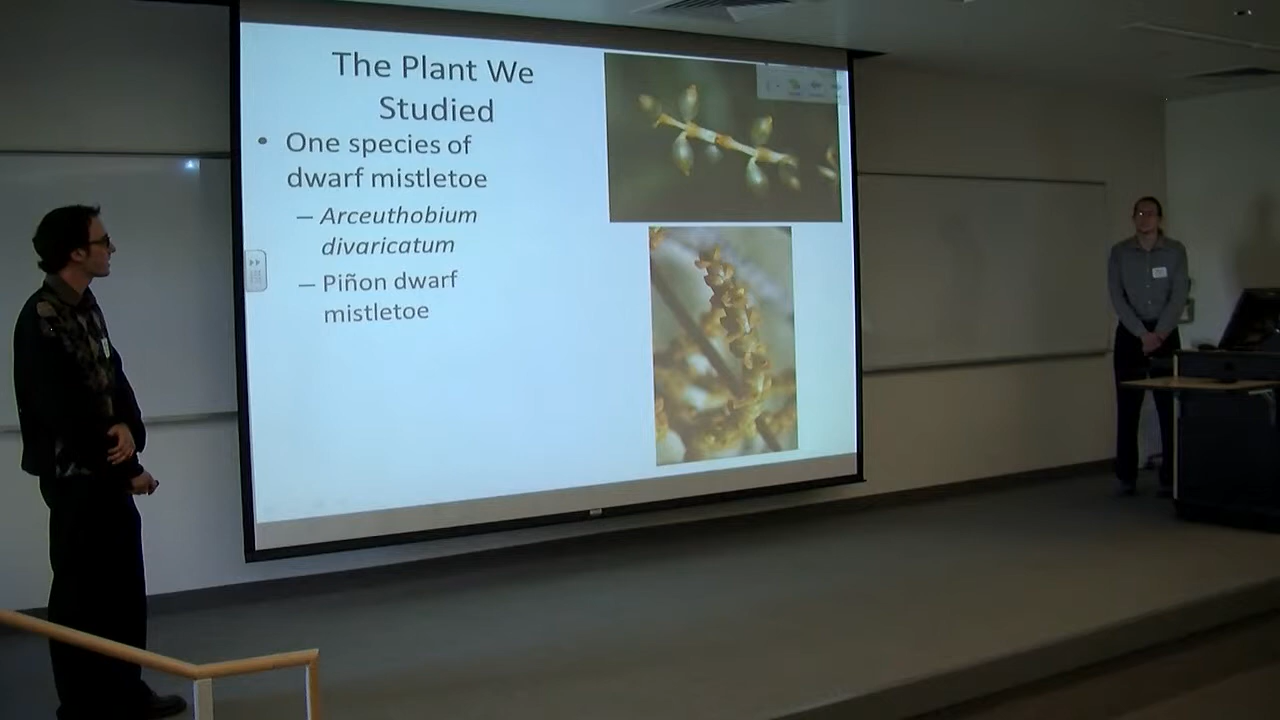 The Plant We
Studied
• One species of
dwarf mistletoe
– Arceuthobium
divaricatum
– Piñon dwarf
mistletoe